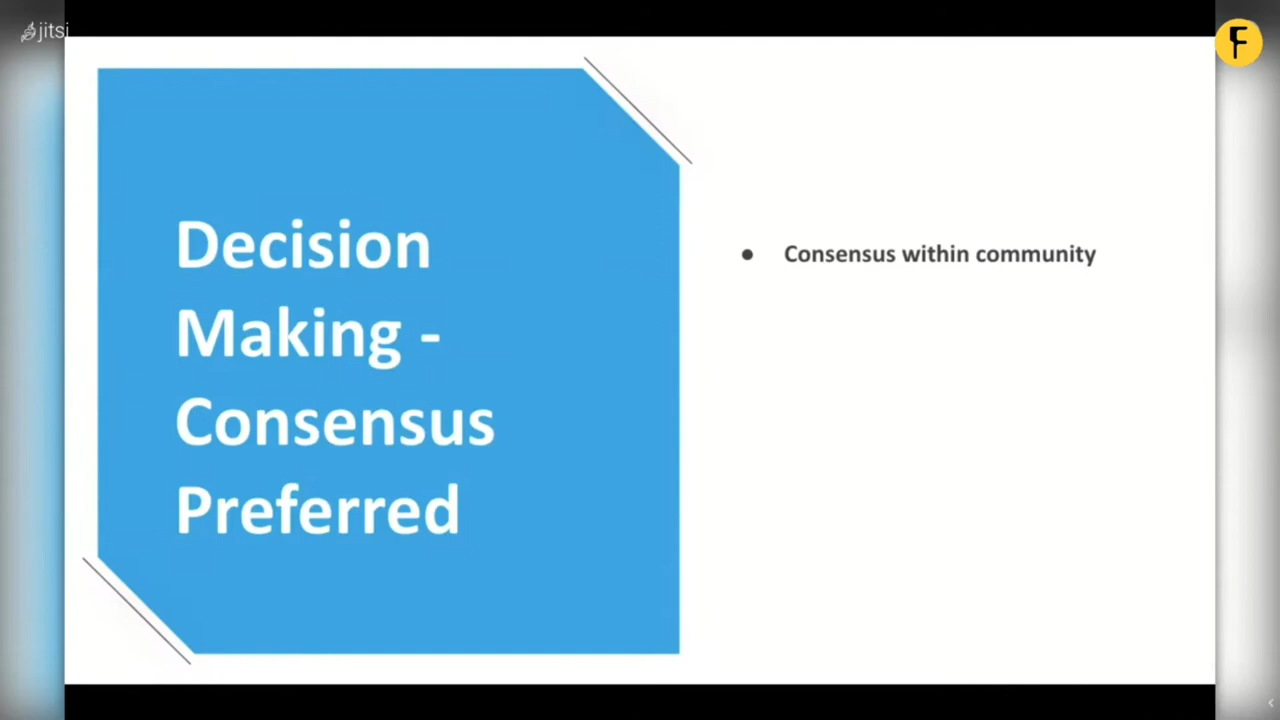 jitsi
F
Decision
Making -
Consensus
Preferred
● Consensus within community